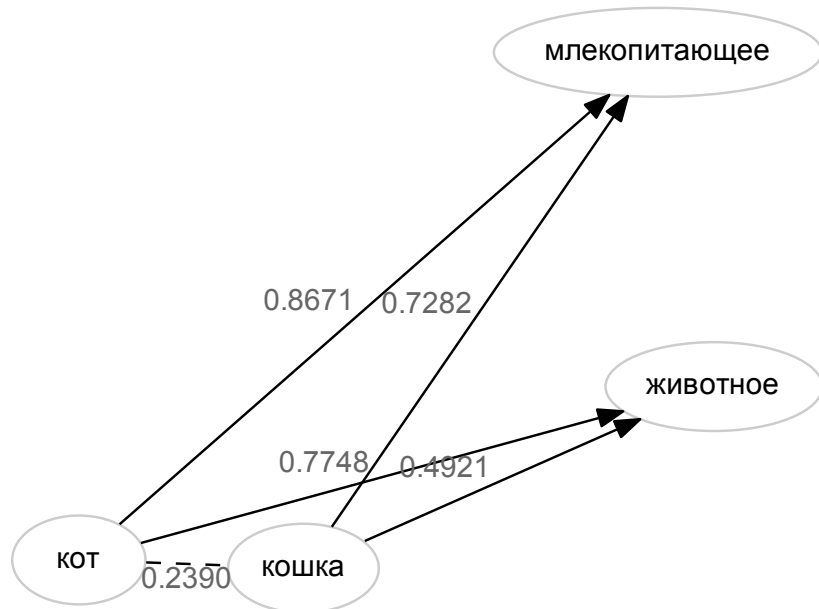 млекопитающее
0.8671
0.7282
животное
0.7748
0.4921
кот
0.2390
кошка